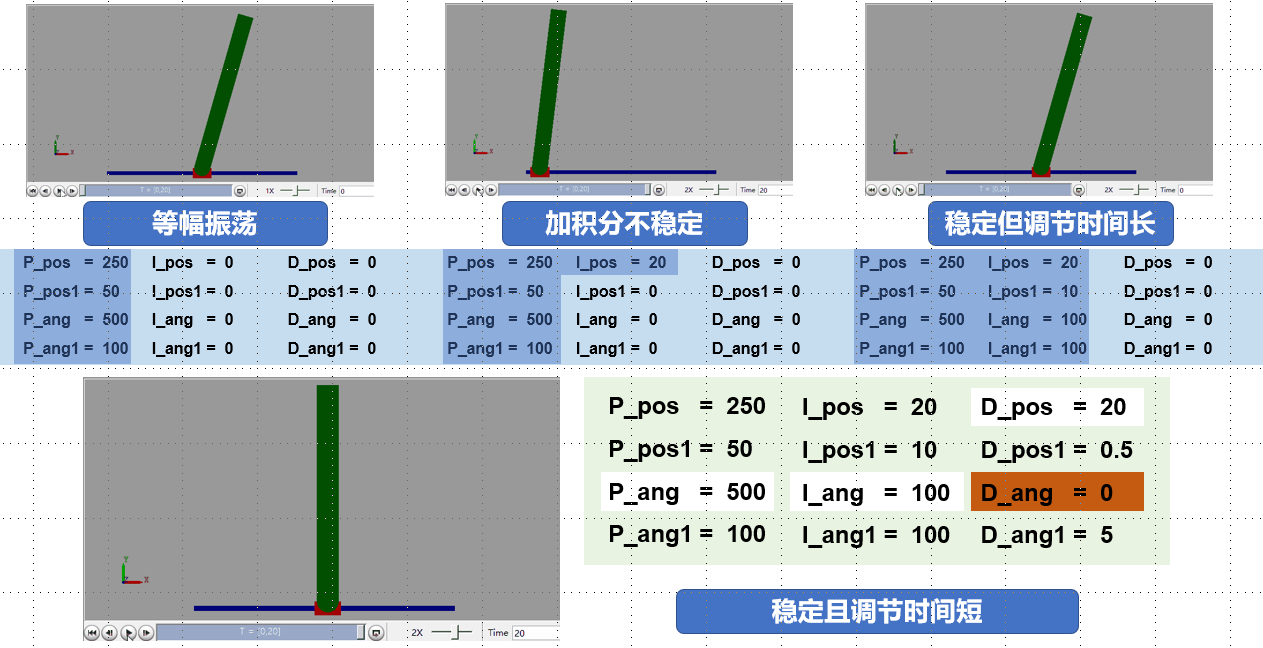 Y
X
T = [0,20]
1X
Time 0
Y
X
T = [0,20]
2X
Time 20
Y
X
T = [0,20]
2X
Time 0
等幅振荡
加积分不稳定
稳定但调节时间长
P_pos = 250 I_pos = 0 D_pos = 0
P_pos1 = 50 I_pos1 = 0 D_pos1 = 0
P_ang = 500 I_ang = 0 D_ang = 0
P_ang1 = 100 I_ang1 = 0 D_ang1 = 0
P_pos = 250 I_pos = 20 D_pos = 0
P_pos1 = 50 I_pos1 = 0 D_pos1 = 0
P_ang = 500 I_ang = 0 D_ang = 0
P_ang1 = 100 I_ang1 = 0 D_ang1 = 0
P_pos = 250 I_pos = 20 D_pos = 0
P_pos1 = 50 I_pos1 = 10 D_pos1 = 0
P_ang = 500 I_ang = 100 D_ang = 0
P_ang1 = 100 I_ang1 = 100 D_ang1 = 0
Y
X
T = [0,20]
2X
Time 20
P_pos = 250 I_pos = 20 D_pos = 20
P_pos1 = 50 I_pos1 = 10 D_pos1 = 0.5
P_ang = 500 I_ang = 100 D_ang = 0
P_ang1 = 100 I_ang1 = 100 D_ang1 = 5
稳定且调节时间短